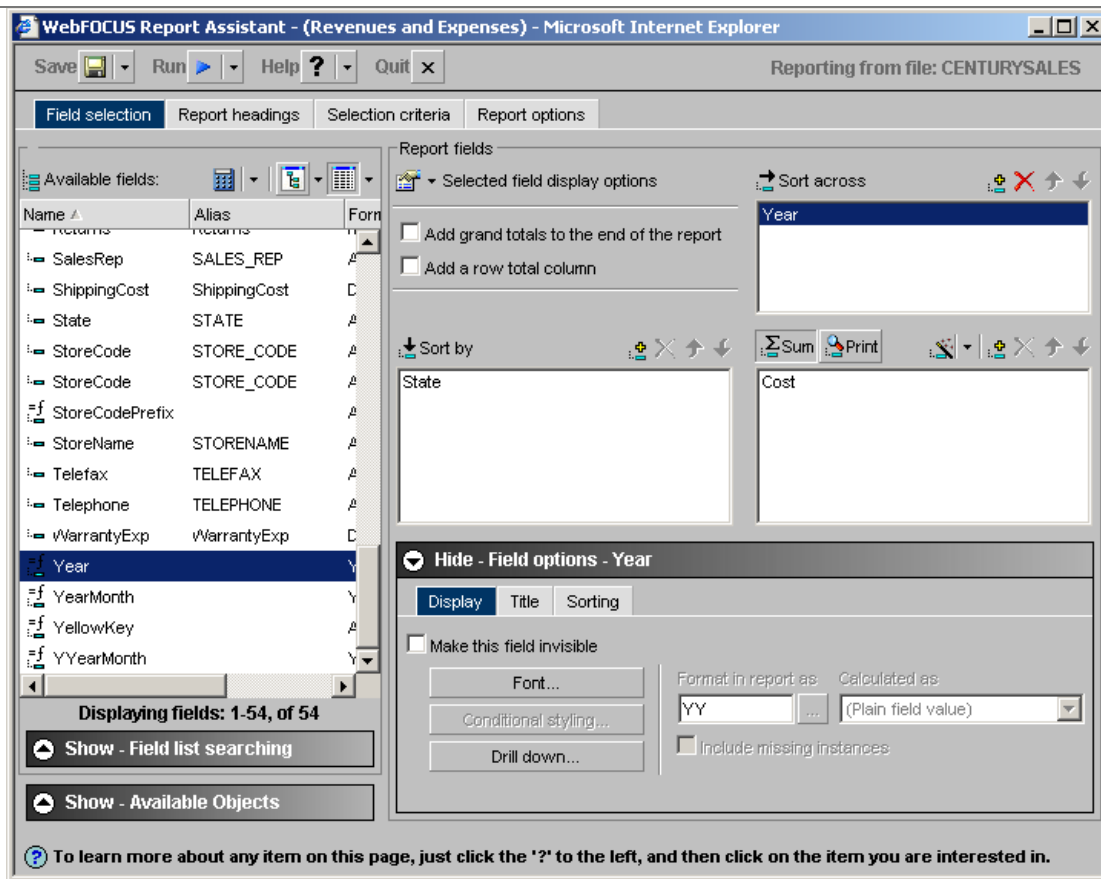 WebFOCUS Report Assistant - (Revenues and Expenses) - Microsoft Internet Explorer
Save Run Help ? Quit x Reporting from file: CENTURYSALES
Field selection Report headings Selection criteria Report options
Available fields:
Name Alias Form
Returns Returns
SalesRep SALES_REP A
ShippingCost ShippingCost D
State STATE A
StoreCode STORE_CODE A
StoreCode STORE_CODE A
StoreCodePrefix A
StoreName STORENAME A
Telefax TELEFAX A
Telephone TELEPHONE A
WarrantyExp WarrantyExp D
Year Y
YearMonth Y
YellowKey A
YYearMonth Y
Displaying fields: 1-54, of 54
Show - Field list searching
Show - Available Objects
Report fields
Selected field display options
Add grand totals to the end of the report
Add a row total column
Sort across
Year
Sort by
State
Sum Print
Cost
Hide - Field options - Year
Display Title Sorting
Make this field invisible
Font...
Conditional styling...
Drill down...
Format in report as Calculated as
YY ... (Plain field value)
Include missing instances
? To learn more about any item on this page, just click the '?' to the left, and then click on the item you are interested in.